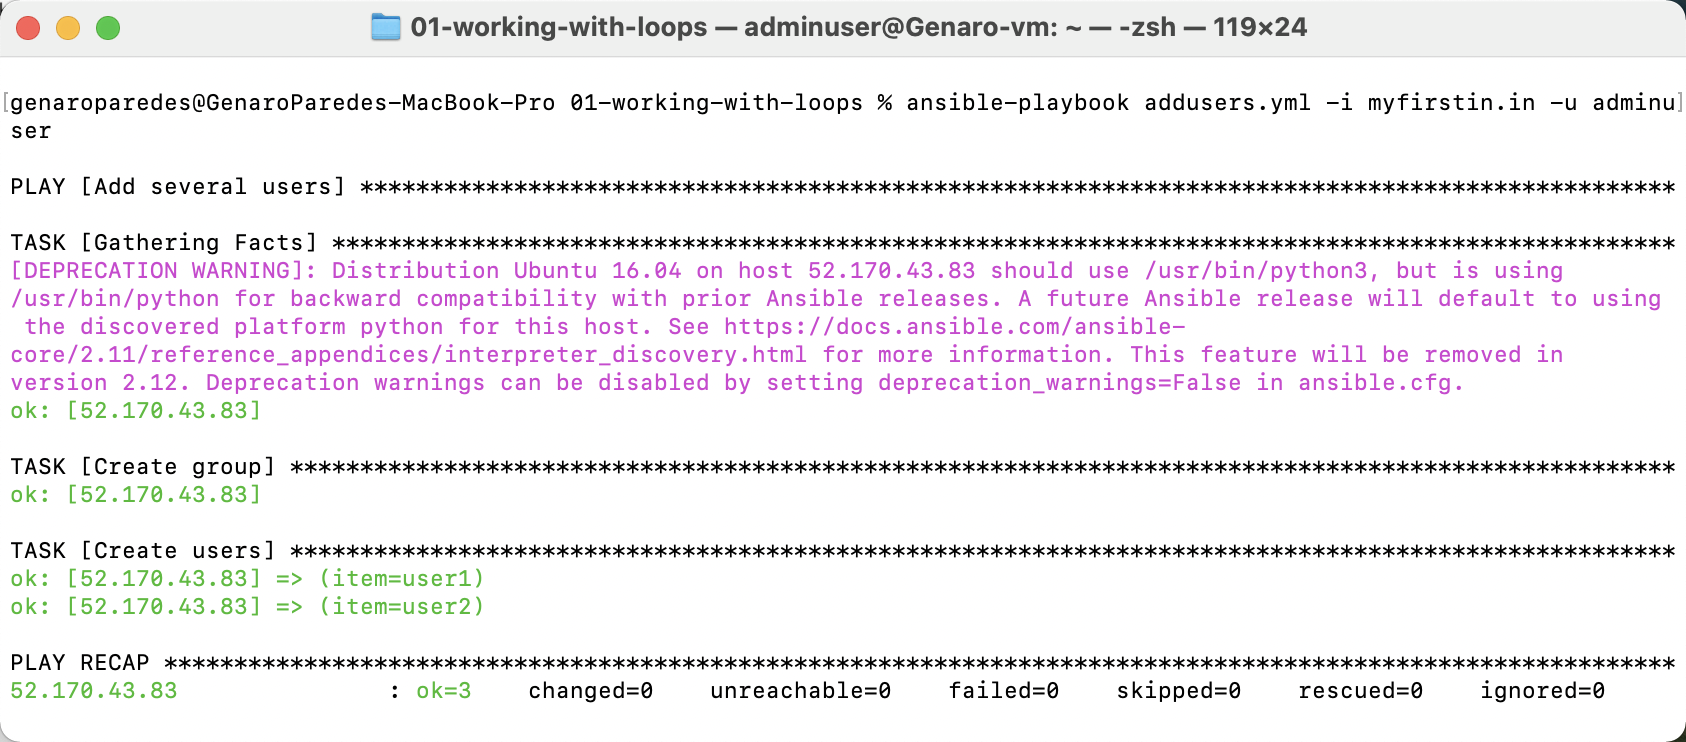 01-working-with-loops — adminuser@Genaro-vm: ~ — -zsh — 119×24
[genaroparedes@GenaroParedes-MacBook-Pro 01-working-with-loops % ansible-playbook addusers.yml -i myfirstin.in -u adminu]
ser
PLAY [Add several users] **********************************************************************************************
TASK [Gathering Facts] ************************************************************************************************
[DEPRECATION WARNING]: Distribution Ubuntu 16.04 on host 52.170.43.83 should use /usr/bin/python3, but is using
/usr/bin/python for backward compatibility with prior Ansible releases. A future Ansible release will default to using
 the discovered platform python for this host. See https://docs.ansible.com/ansible-
core/2.11/reference_appendices/interpreter_discovery.html for more information. This feature will be removed in
version 2.12. Deprecation warnings can be disabled by setting deprecation_warnings=False in ansible.cfg.
ok: [52.170.43.83]
TASK [Create group] ***************************************************************************************************
ok: [52.170.43.83]
TASK [Create users] ***************************************************************************************************
ok: [52.170.43.83] => (item=user1)
ok: [52.170.43.83] => (item=user2)
PLAY RECAP ************************************************************************************************************
52.170.43.83               : ok=3    changed=0    unreachable=0    failed=0    skipped=0    rescued=0    ignored=0